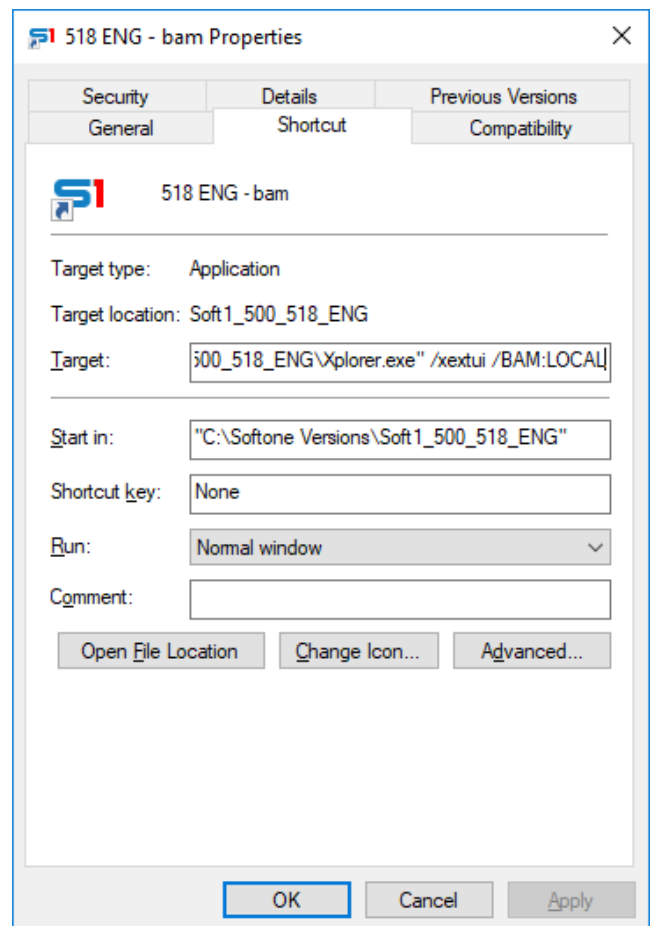 S1 518 ENG - bam Properties
Security Details Previous Versions
General Shortcut Compatibility
S1 518 ENG - bam
Target type: Application
Target location: Soft1_500_518_ENG
Target: 500_518_ENG\Xplorer.exe" /xextui /BAM:LOCAL
Start in: "C:\Softone Versions\Soft1_500_518_ENG"
Shortcut key: None
Run: Normal window
Comment:
Open File Location Change Icon... Advanced...
OK Cancel Apply